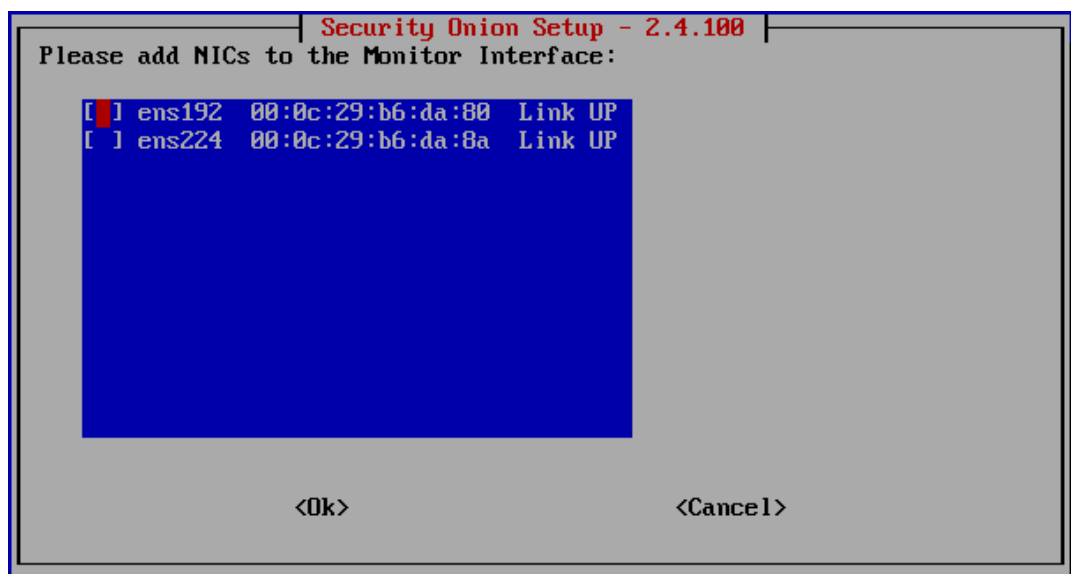 Security Onion Setup - 2.4.100
Please add NICs to the Monitor Interface:
[ ] ens192 00:0c:29:b6:da:80 Link UP
[ ] ens224 00:0c:29:b6:da:8a Link UP
<Ok> <Cancel>